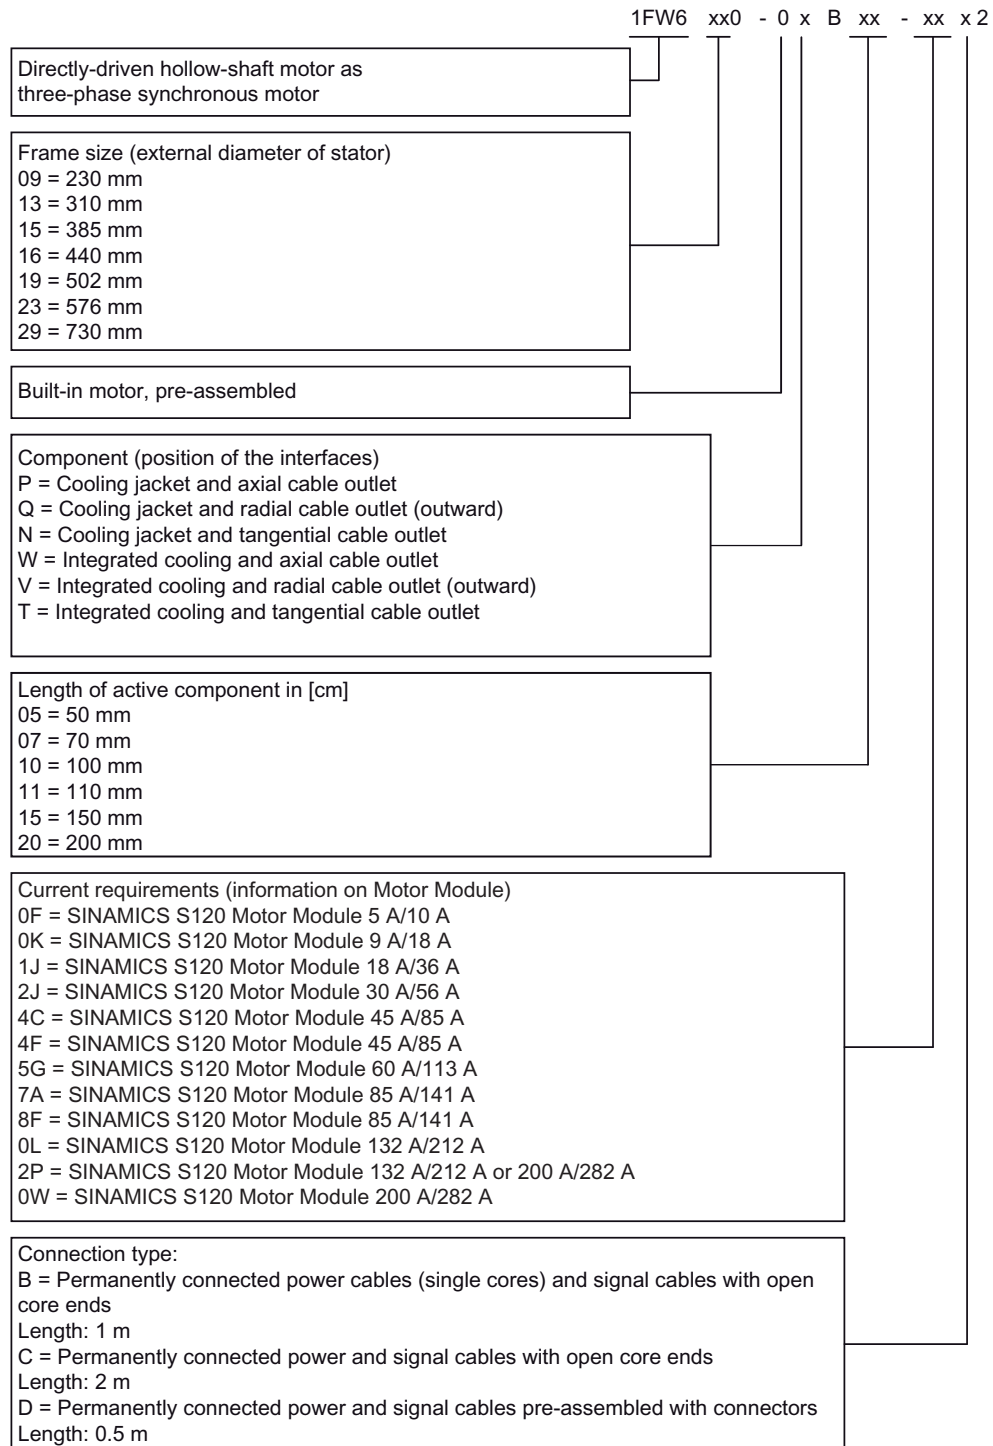 1FW6 xx0 - 0 x B xx - xx x 2
Directly-driven hollow-shaft motor as
three-phase synchronous motor
Frame size (external diameter of stator)
09 = 230 mm
13 = 310 mm
15 = 385 mm
16 = 440 mm
19 = 502 mm
23 = 576 mm
29 = 730 mm
Built-in motor, pre-assembled
Component (position of the interfaces)
P = Cooling jacket and axial cable outlet
Q = Cooling jacket and radial cable outlet (outward)
N = Cooling jacket and tangential cable outlet
W = Integrated cooling and axial cable outlet
V = Integrated cooling and radial cable outlet (outward)
T = Integrated cooling and tangential cable outlet
Length of active component in [cm]
05 = 50 mm
07 = 70 mm
10 = 100 mm
11 = 110 mm
15 = 150 mm
20 = 200 mm
Current requirements (information on Motor Module)
0F = SINAMICS S120 Motor Module 5 A/10 A
0K = SINAMICS S120 Motor Module 9 A/18 A
1J = SINAMICS S120 Motor Module 18 A/36 A
2J = SINAMICS S120 Motor Module 30 A/56 A
4C = SINAMICS S120 Motor Module 45 A/85 A
4F = SINAMICS S120 Motor Module 45 A/85 A
5G = SINAMICS S120 Motor Module 60 A/113 A
7A = SINAMICS S120 Motor Module 85 A/141 A
8F = SINAMICS S120 Motor Module 85 A/141 A
0L = SINAMICS S120 Motor Module 132 A/212 A
2P = SINAMICS S120 Motor Module 132 A/212 A or 200 A/282 A
0W = SINAMICS S120 Motor Module 200 A/282 A
Connection type:
B = Permanently connected power cables (single cores) and signal cables with open
core ends
Length: 1 m
C = Permanently connected power and signal cables with open core ends
Length: 2 m
D = Permanently connected power and signal cables pre-assembled with connectors
Length: 0.5 m